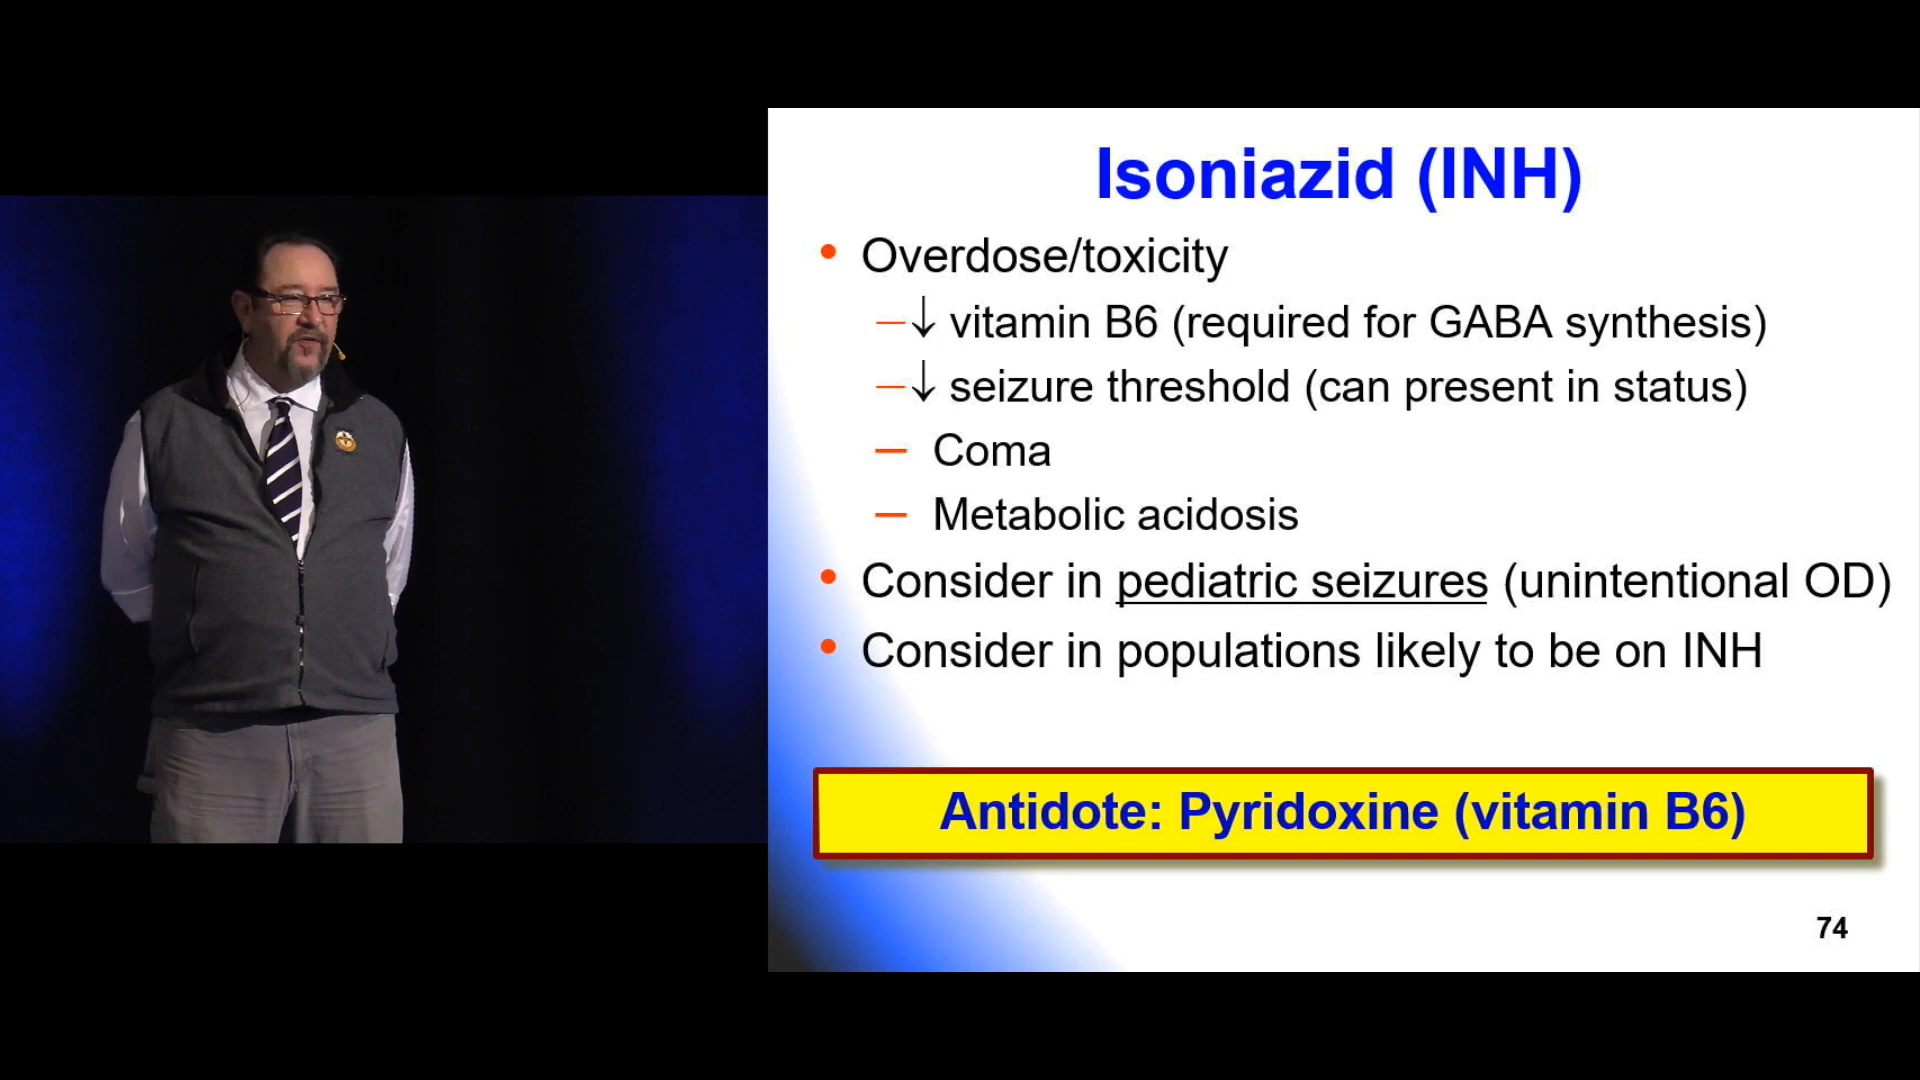 Isoniazid (INH)
• Overdose/toxicity
–↓ vitamin B6 (required for GABA synthesis)
–↓ seizure threshold (can present in status)
– Coma
– Metabolic acidosis
• Consider in pediatric seizures (unintentional OD)
• Consider in populations likely to be on INH
Antidote: Pyridoxine (vitamin B6)
74